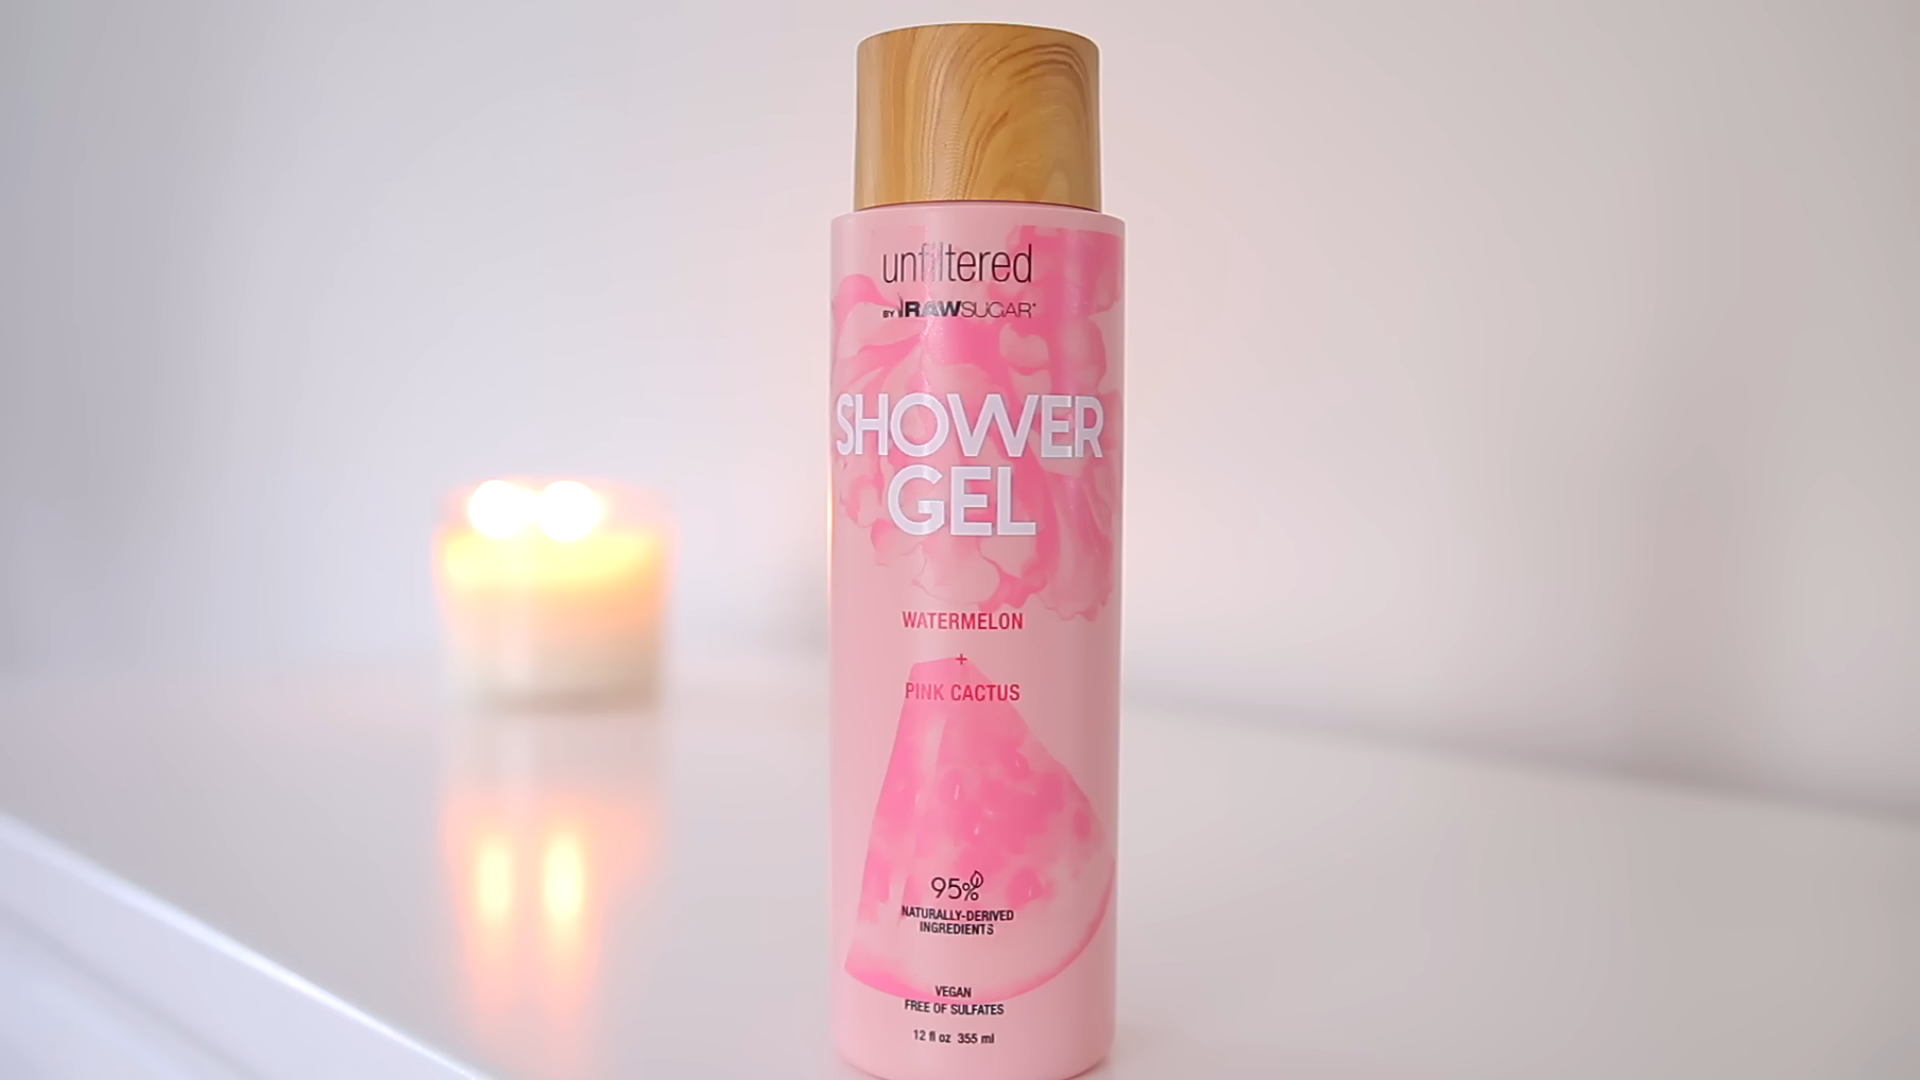 unfiltered
BY RAWSUGAR
SHOWER
GEL
WATERMELON
+
PINK CACTUS
95%
NATURALLY-DERIVED
INGREDIENTS
VEGAN
FREE OF SULFATES
12 fl oz 355 ml